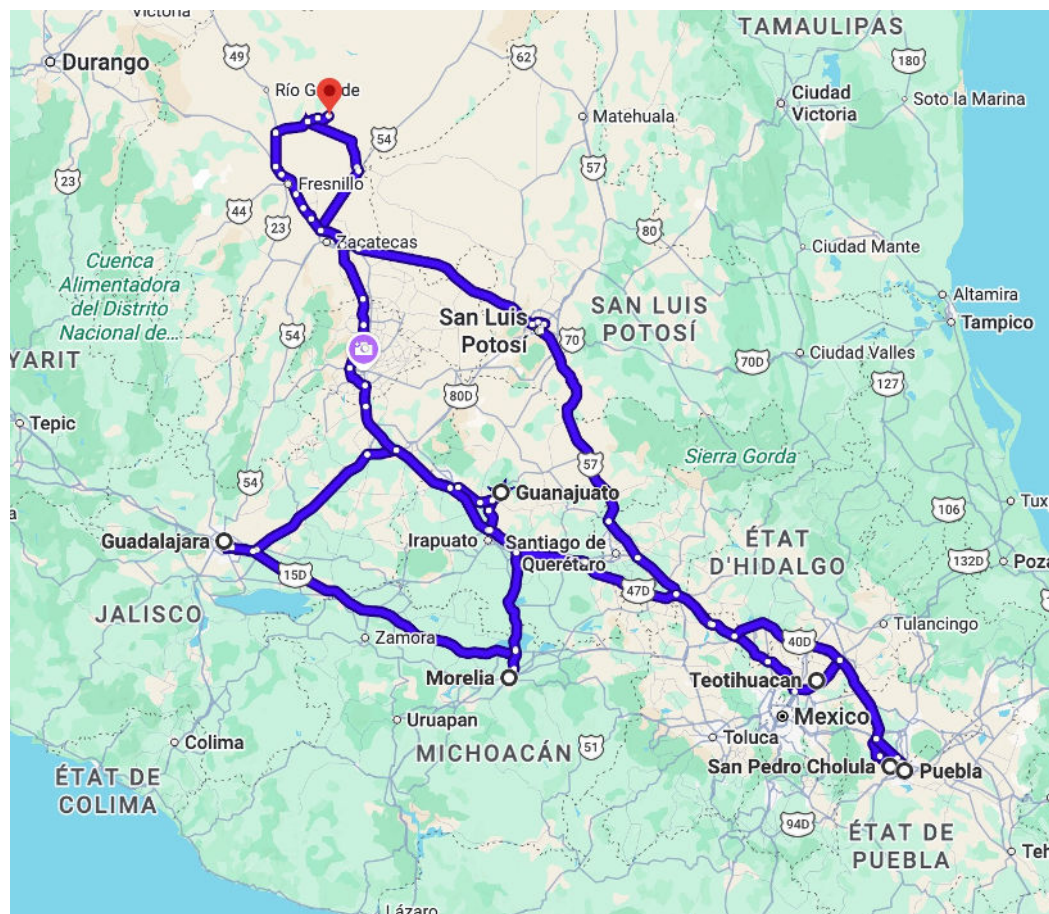 Victoria
TAMAULIPAS
49
62
180
Durango
Río G de
Ciudad
Victoria
Soto la Marina
Matehuala
54
57
23
Fresnillo
44
23
80
Zacatecas
Ciudad Mante
Cuenca
Alimentadora
del Distrito
Nacional de...
Altamira
SAN LUIS
POTOSÍ
San Luis
Potosí
Tampico
54
70
YARIT
70D
Ciudad Valles
127
80D
Tepic
57
Sierra Gorda
54
Guanajuato
Tux
106
Guadalajara
Irapuato
Santiago de
Querétaro
ÉTAT
D'HIDALGO
132D
Poza
15D
47D
JALISCO
Tulancingo
Zamora
40D
Morelia
Teotihuacan
Uruapan
Mexico
Colima
MICHOACÁN
51
Toluca
San Pedro Cholula
Puebla
ÉTAT DE
COLIMA
94D
ÉTAT DE
PUEBLA
Teh
Lázaro